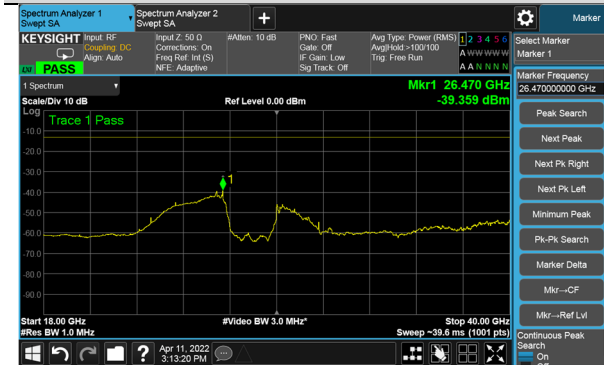 Spectrum Analyzer 1
Swept SA
Spectrum Analyzer 2
Swept SA
+
Marker
KEYSIGHT
Input: RF
Coupling: DC
Align: Auto
Input Z: 50 Ω
Corrections: On
Freq Ref: Int (S)
NFE: Adaptive
#Atten: 10 dB
PNO: Fast
Gate: Off
IF Gain: Low
Sig Track: Off
Avg Type: Power (RMS)
Avg|Hold:>100/100
Trig: Free Run
1 2 3 4 5 6
A W W W W W
A A N N N N
PASS
Select Marker
Marker 1
Marker Frequency
26.470000000 GHz
Peak Search
Next Peak
Next Pk Right
Next Pk Left
Minimum Peak
Pk-Pk Search
Marker Delta
Mkr→CF
Mkr→Ref Lvl
Continuous Peak
Search
On
Off
1 Spectrum
Scale/Div 10 dB
Ref Level 0.00 dBm
Mkr1 26.470 GHz
-39.359 dBm
Log
Trace 1 Pass
1
-10.0
-20.0
-30.0
-40.0
-50.0
-60.0
-70.0
-80.0
-90.0
Start 18.00 GHz
#Res BW 1.0 MHz
#Video BW 3.0 MHz*
Stop 40.00 GHz
Sweep ~39.6 ms (1001 pts)
?
Apr 11, 2022
3:13:20 PM